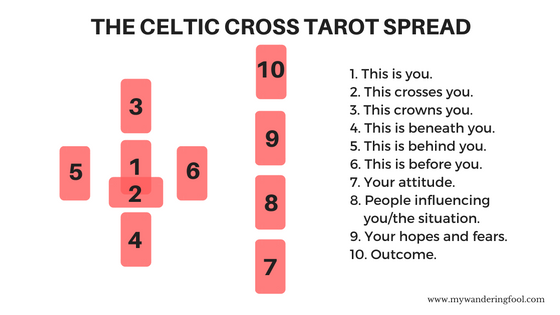 THE CELTIC CROSS TAROT SPREAD
10
3
9
1
5
6
2
8
4
7
1. This is you.
2. This crosses you.
3. This crowns you.
4. This is beneath you.
5. This is behind you.
6. This is before you.
7. Your attitude.
8. People influencing
you/the situation.
9. Your hopes and fears.
10. Outcome.
www.mywanderingfool.com